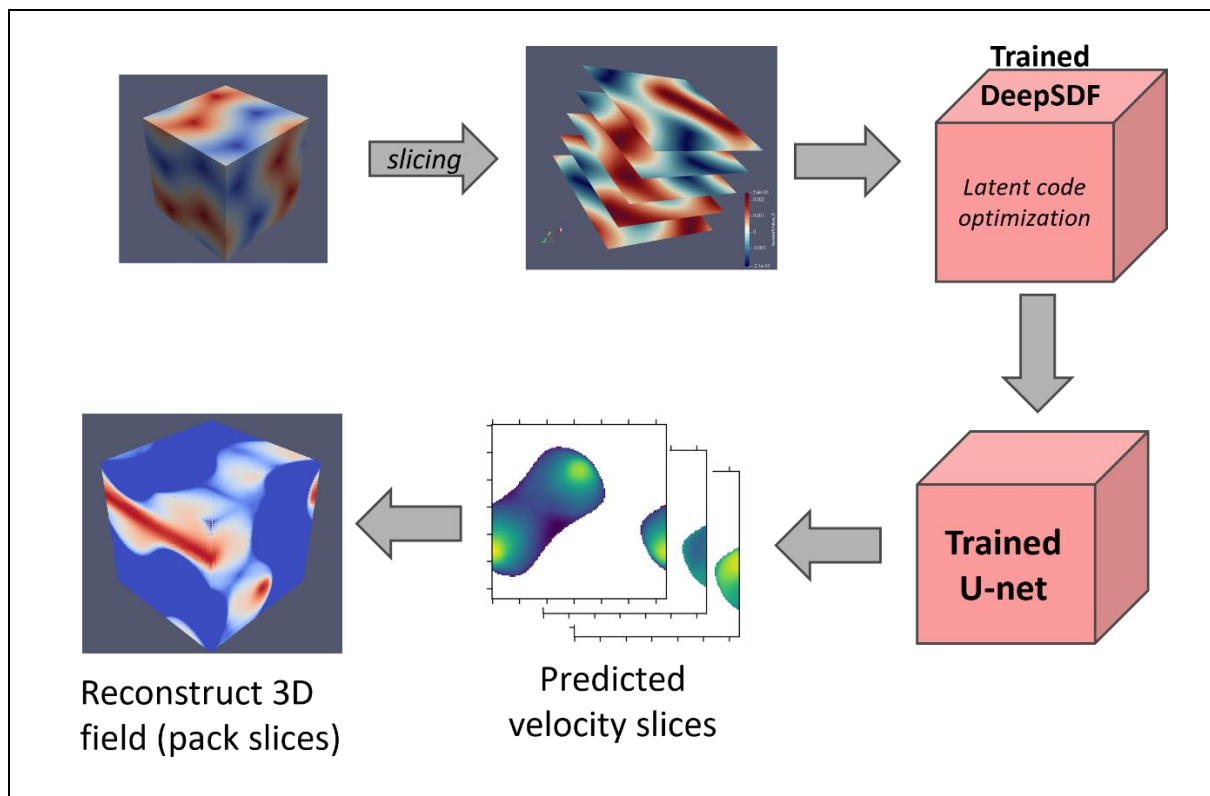 slicing
Trained
DeepSDF
Latent code
optimization
Trained
U-net
Predicted
velocity slices
Reconstruct 3D
field (pack slices)